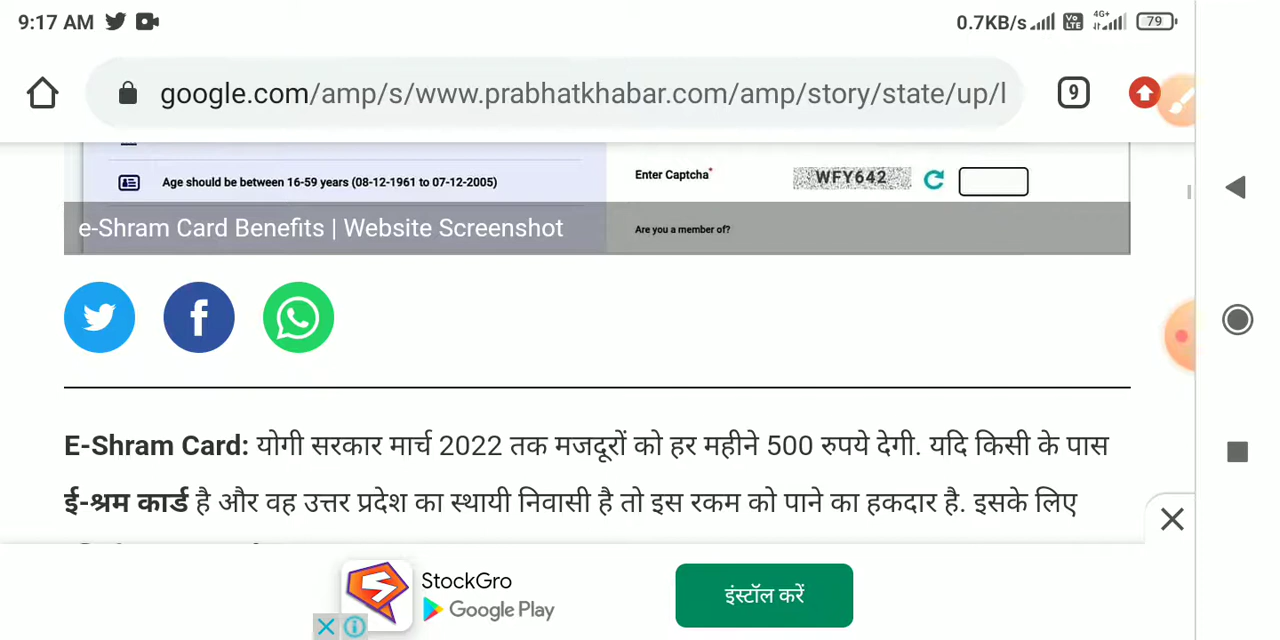 9:17 AM
0.7KB/s Vo LTE 4G+ 79
google.com/amp/s/www.prabhatkhabar.com/amp/story/state/up/l
9
Age should be between 16-59 years (08-12-1961 to 07-12-2005)
Enter Captcha*
WFY642
Are you a member of?
e-Shram Card Benefits | Website Screenshot
E-Shram Card: योगी सरकार मार्च 2022 तक मजदूरों को हर महीने 500 रुपये देगी. यदि किसी के पास
ई-श्रम कार्ड है और वह उत्तर प्रदेश का स्थायी निवासी है तो इस रकम को पाने का हकदार है. इसके लिए
StockGro
Google Play
इंस्टॉल करें